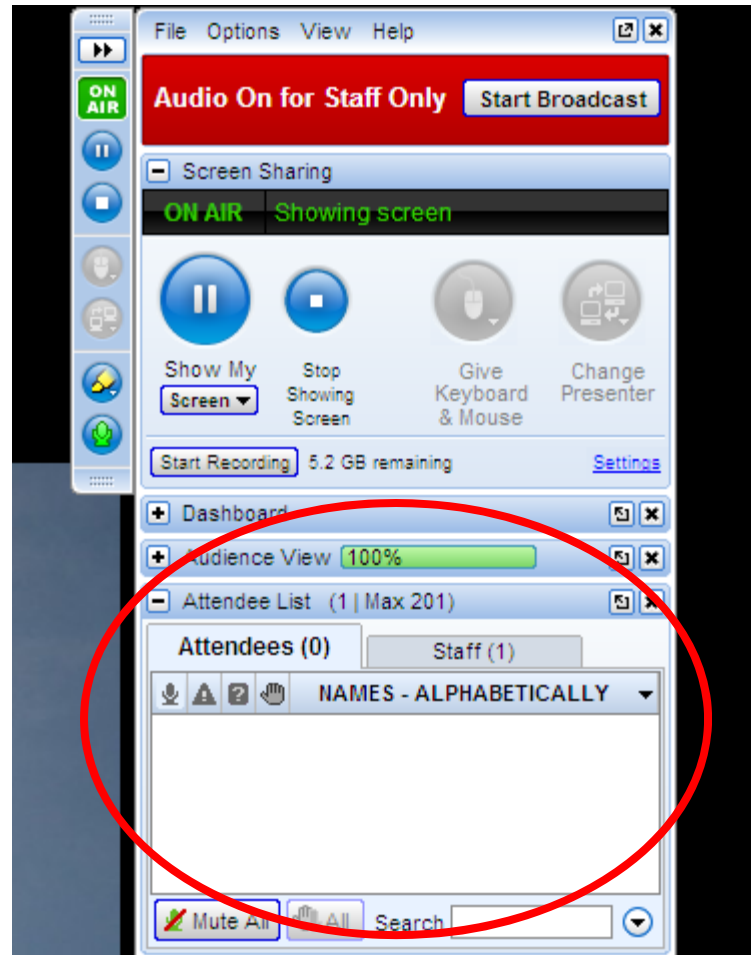 File Options View Help
ON AIR
Audio On for Staff Only Start Broadcast
Screen Sharing
ON AIR Showing screen
Show My
Screen
Stop
Showing
Screen
Give
Keyboard
& Mouse
Change
Presenter
Start Recording 5.2 GB remaining Settings
Dashboard
Audience View 100%
Attendee List (1 | Max 201)
Attendees (0) Staff (1)
NAMES - ALPHABETICALLY
Mute All All Search